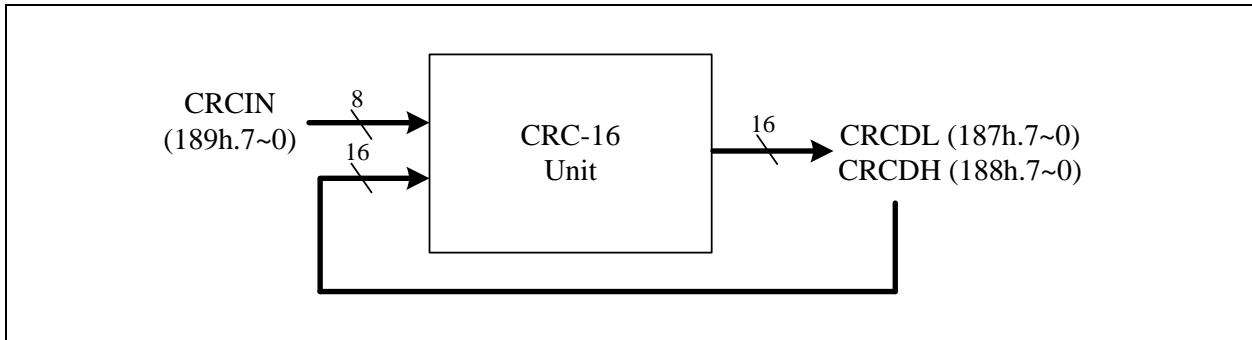 CRCIN
(189h.7~0)
8
16
CRC-16
Unit
16
CRCDL (187h.7~0)
CRCDH (188h.7~0)